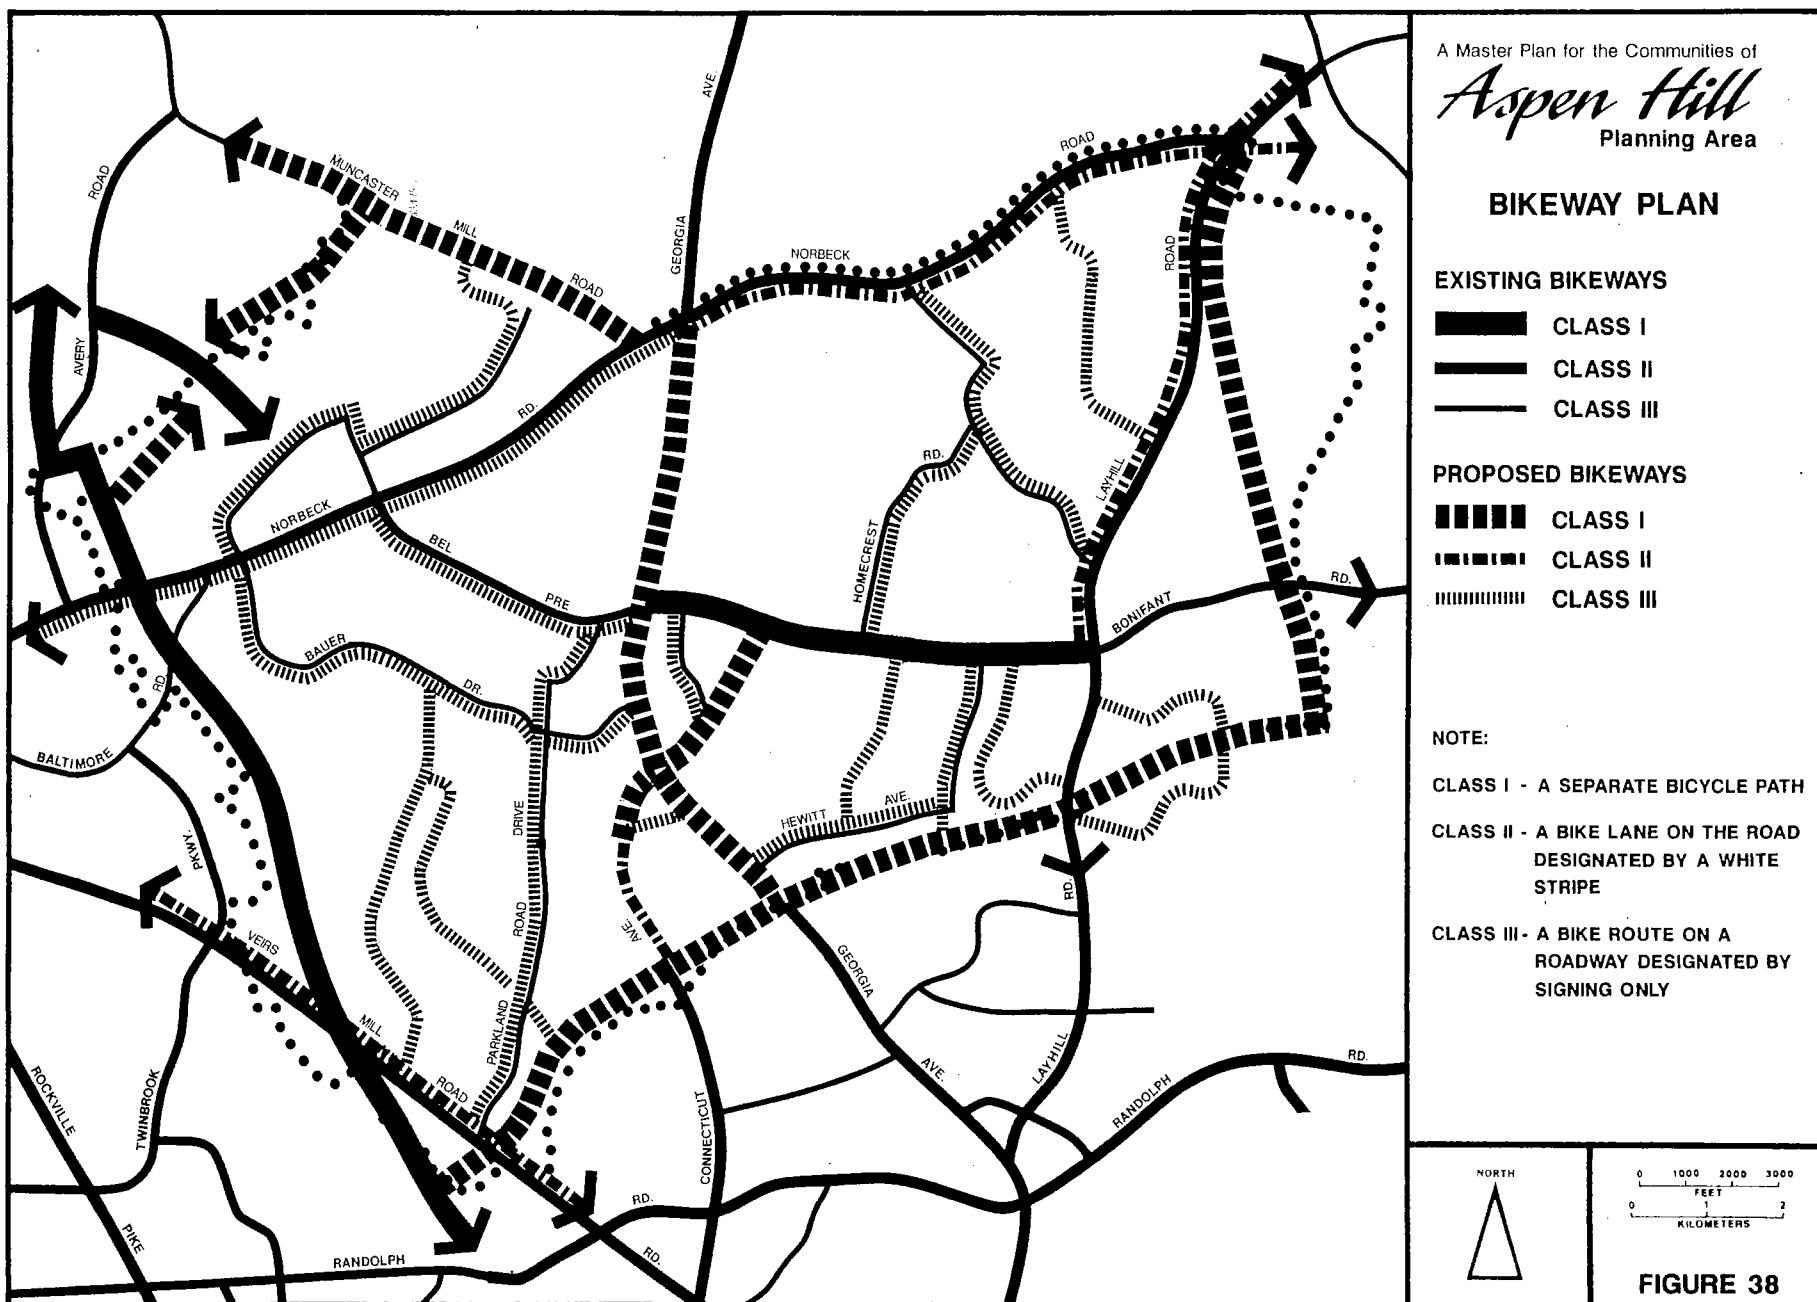 A Master Plan for the Communities of
Aspen Hill
Planning Area
BIKEWAY PLAN
EXISTING BIKEWAYS
CLASS I
CLASS II
CLASS III
PROPOSED BIKEWAYS
CLASS I
CLASS II
CLASS III
NOTE:
CLASS I - A SEPARATE BICYCLE PATH
CLASS II - A BIKE LANE ON THE ROAD
DESIGNATED BY A WHITE
STRIPE
CLASS III - A BIKE ROUTE ON A
ROADWAY DESIGNATED BY
SIGNING ONLY
NORTH
0 1000 2000 3000
FEET
0 1 2
KILOMETERS
FIGURE 38
AVERY ROAD
MUNCASTER MILL ROAD
GEORGIA AVE.
NORBECK ROAD
LAYHILL ROAD
NORBECK RD.
BEL PRE
HOMECREST RD.
BONIFANT RD.
BAUER DR.
BALTIMORE RD.
PKWY.
HEWITT AVE.
PARKLAND ROAD DRIVE
AVE.
VEIRS MILL ROAD
RD.
GEORGIA AVE.
LAYHILL RD.
CONNECTICUT
RANDOLPH RD.
TWINBROOK
ROCKVILLE PIKE
RANDOLPH RD.